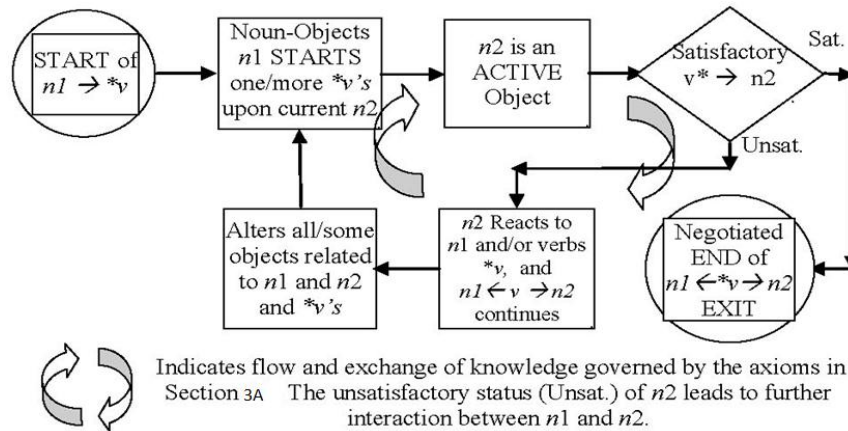 START of
n1 → *v
Noun-Objects
n1 STARTS
one/more *v's
upon current n2
n2 is an
ACTIVE
Object
Satisfactory
v* → n2
Sat.
Unsat.
Alters all/some
objects related
to n1 and n2
and *v's
n2 Reacts to
n1 and/or verbs
*v, and
n1 ← v → n2
continues
Negotiated
END of
n1 ←*v→ n2
EXIT
Indicates flow and exchange of knowledge governed by the axioms in
Section 3A The unsatisfactory status (Unsat.) of n2 leads to further
interaction between n1 and n2.